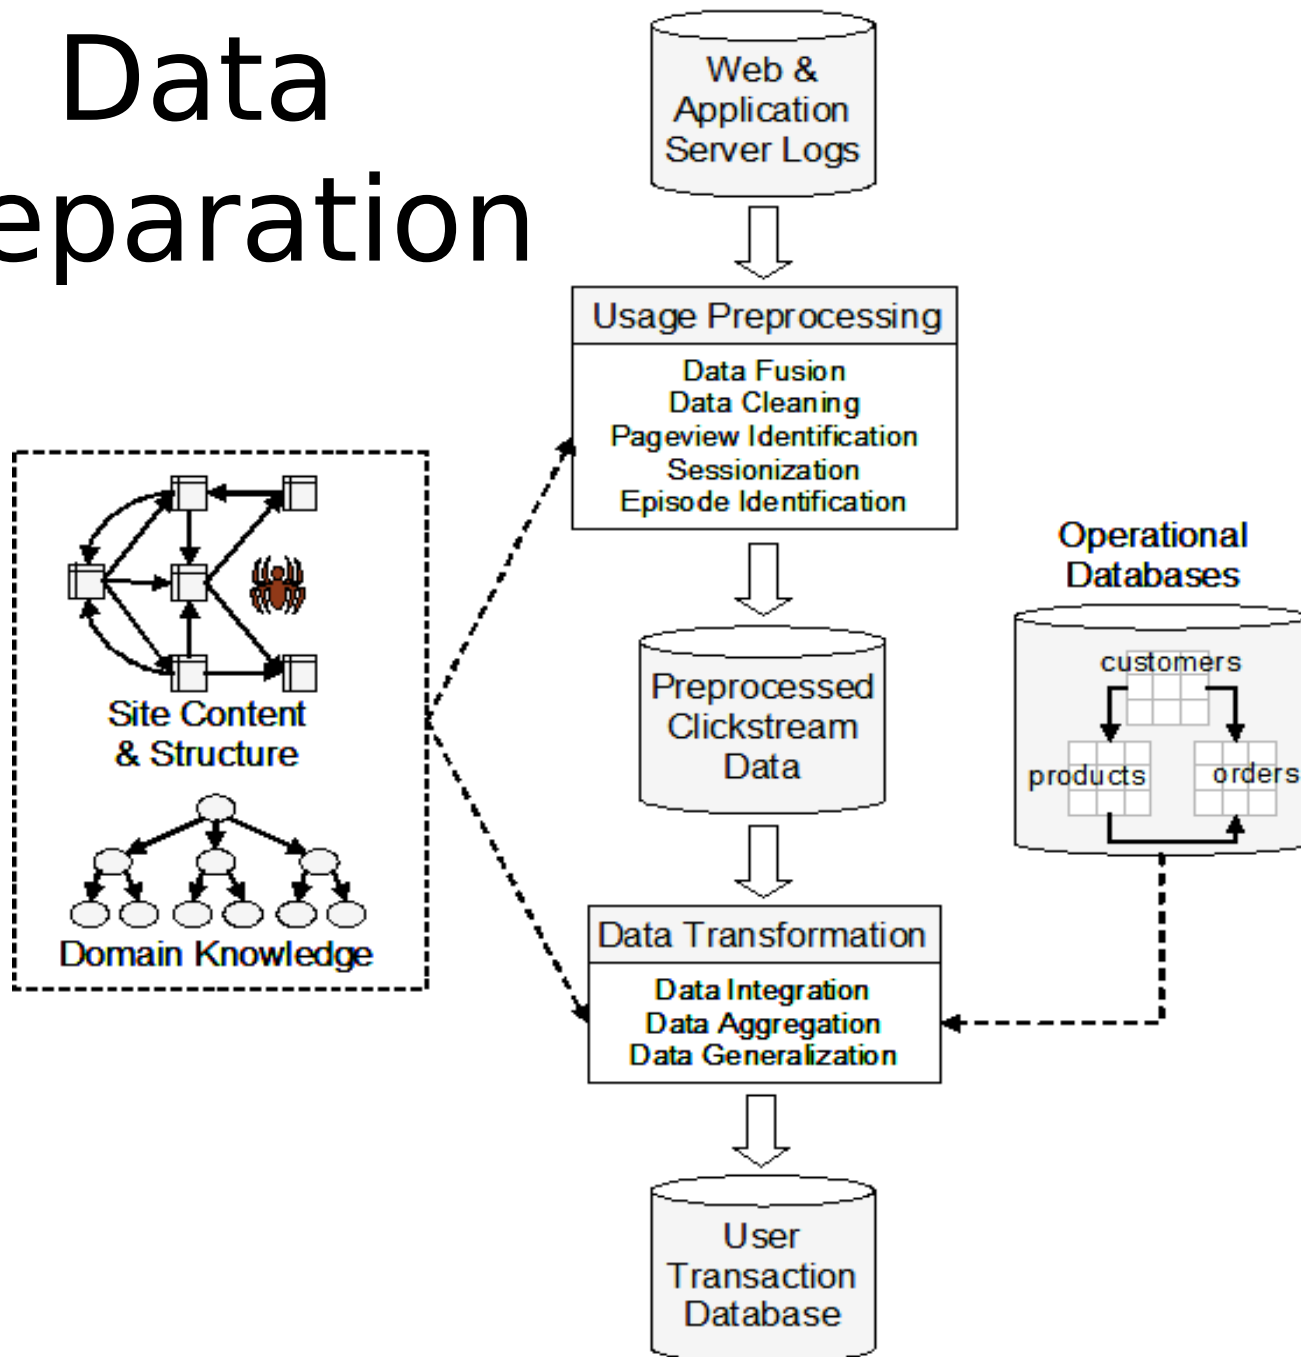 Data
eparation
Web &
Application
Server Logs
Usage Preprocessing
Data Fusion
Data Cleaning
Pageview Identification
Sessionization
Episode Identification
Site Content
& Structure
Domain Knowledge
Preprocessed
Clickstream
Data
Operational
Databases
customers
products
orders
Data Transformation
Data Integration
Data Aggregation
Data Generalization
User
Transaction
Database